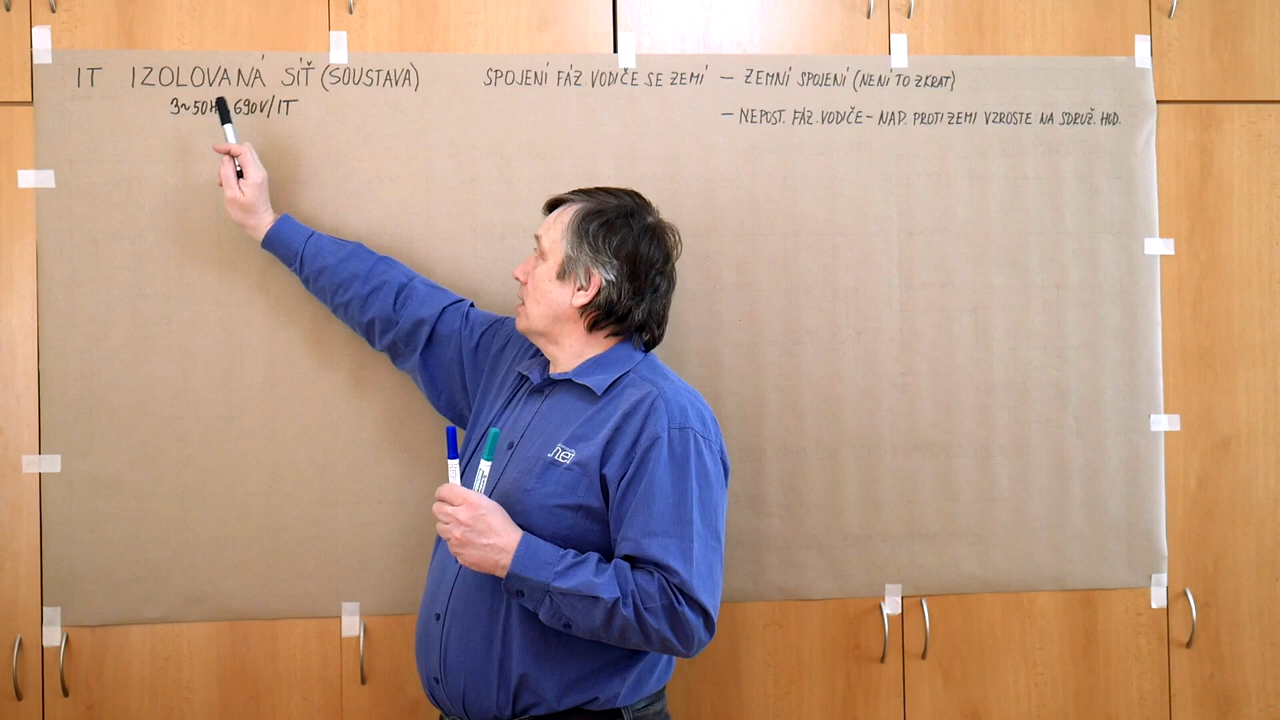 IT IZOLOVANÁ SÍŤ (SOUSTAVA)
3~50H 690V/IT
SPOJENÍ FÁZ. VODIČE SE ZEMÍ – ZEMNÍ SPOJENÍ (NENÍ TO ZKRAT)
– NEPOST. FÁZ. VODIČE – NAP. PROTI ZEMI VZROSTE NA SDRUŽ. HOD.
.net